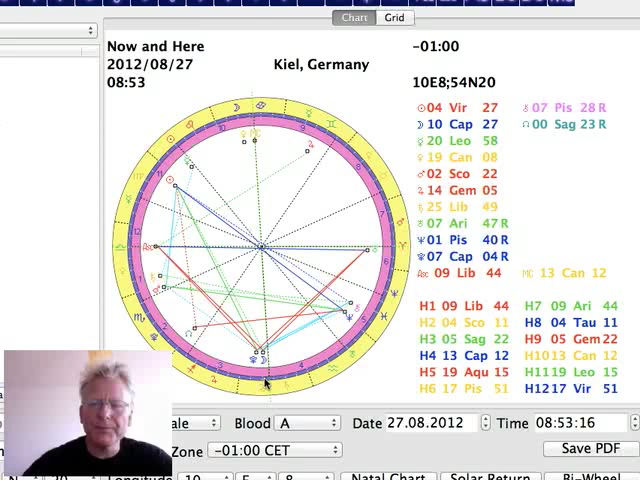 Chart Grid
Now and Here -01:00
2012/08/27 Kiel, Germany
08:53 10E8;54N20
☉04 Vir 27 ⚷ 07 Pis 28 R
☽10 Cap 27 ☊ 00 Sag 23 R
☿20 Leo 58
♀19 Can 08
♂02 Sco 22
♃14 Gem 05
♄25 Lib 49
♅07 Ari 47 R
♆01 Pis 40 R
07 Cap 04 R
Asc 09 Lib 44 MC 13 Can 12
H1 09 Lib 44 H7 09 Ari 44
H2 04 Sco 11 H8 04 Tau 11
H3 05 Sag 22 H9 05 Gem 22
H4 13 Cap 12 H10 13 Can 12
H5 19 Aqu 15 H11 19 Leo 15
H6 17 Pis 51 H12 17 Vir 51
ale Blood A Date 27.08.2012 Time 08:53:16
Zone -01:00 CET Save PDF
Longitude 10 E 8 Natal Chart Solar Return Bi-Wheel